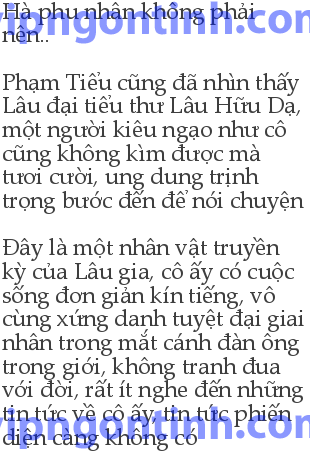 Hà phu nhân không phải
vipngontinh.com
nên..
Phạm Tiểu cũng đã nhìn thấy
Lâu đại tiểu thư Lâu Hữu Dạ,
một người kiêu ngạo như cô
cũng không kìm được mà
tươi cười, ung dung trịnh
trọng bước đến để nói chuyện
Đây là một nhân vật truyền
kỳ của Lâu gia, cô ấy có cuộc
sống đơn giản kín tiếng, vô
cùng xứng danh tuyệt đại giai
nhân trong mắt cánh đàn ông
trong giới, không tranh đua
với đời, rất ít nghe đến những
tin tức về cô ấy, tin tức phiến
vipngontinh.com
diện càng không có